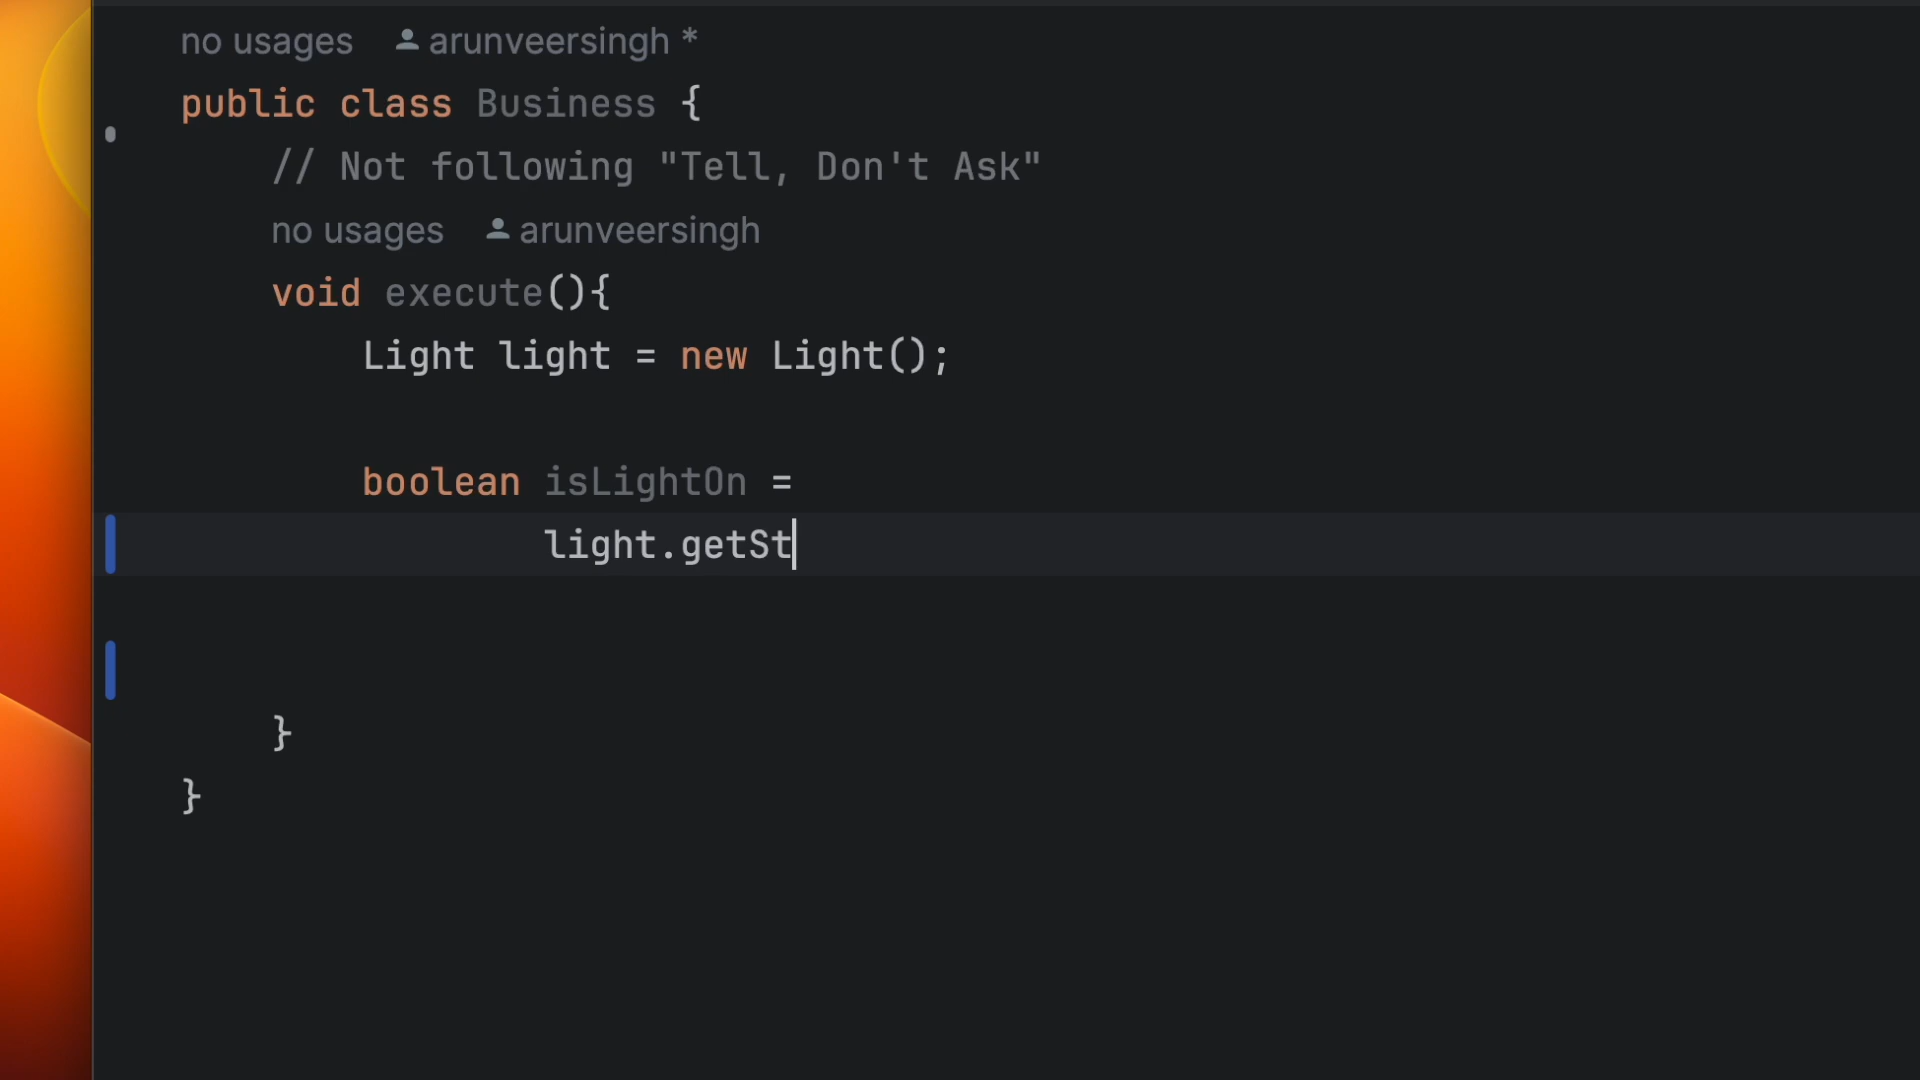 no usages arunveersingh *
public class Business {
// Not following "Tell, Don't Ask"
no usages arunveersingh
void execute(){
Light light = new Light();
boolean isLightOn =
light.getSt
}
}